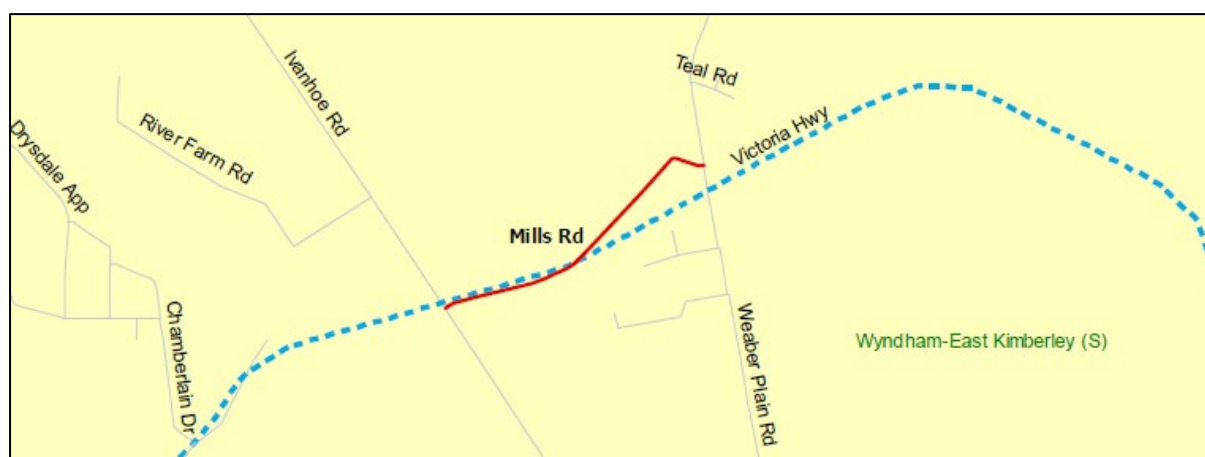 Ivanhoe Rd
Teal Rd
Drysdale App
River Farm Rd
Victoria Hwy
Mills Rd
Chamberlain Dr
Weaber Plain Rd
Wyndham-East Kimberley (S)